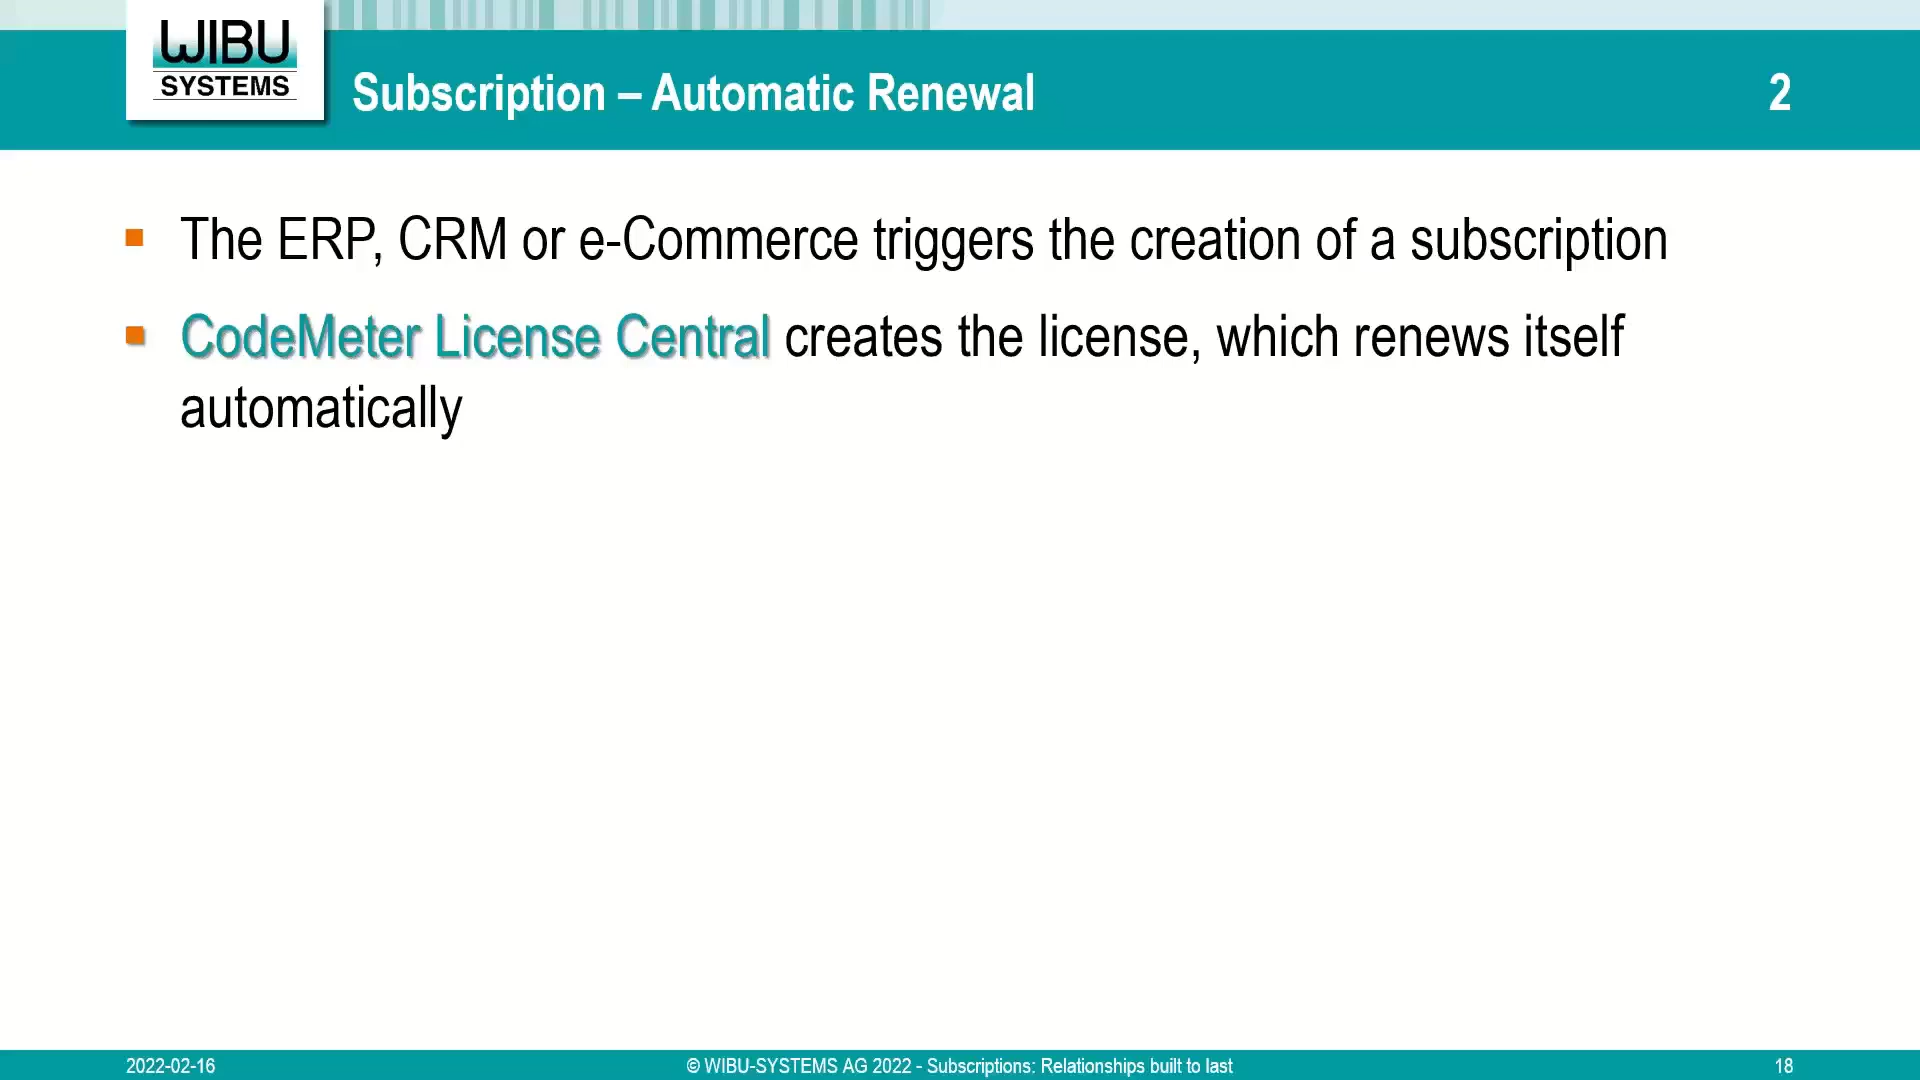 WIBU
SYSTEMS
Subscription – Automatic Renewal
2
▪ The ERP, CRM or e-Commerce triggers the creation of a subscription
▪ CodeMeter License Central creates the license, which renews itself
automatically
2022-02-16
© WIBU-SYSTEMS AG 2022 - Subscriptions: Relationships built to last
18